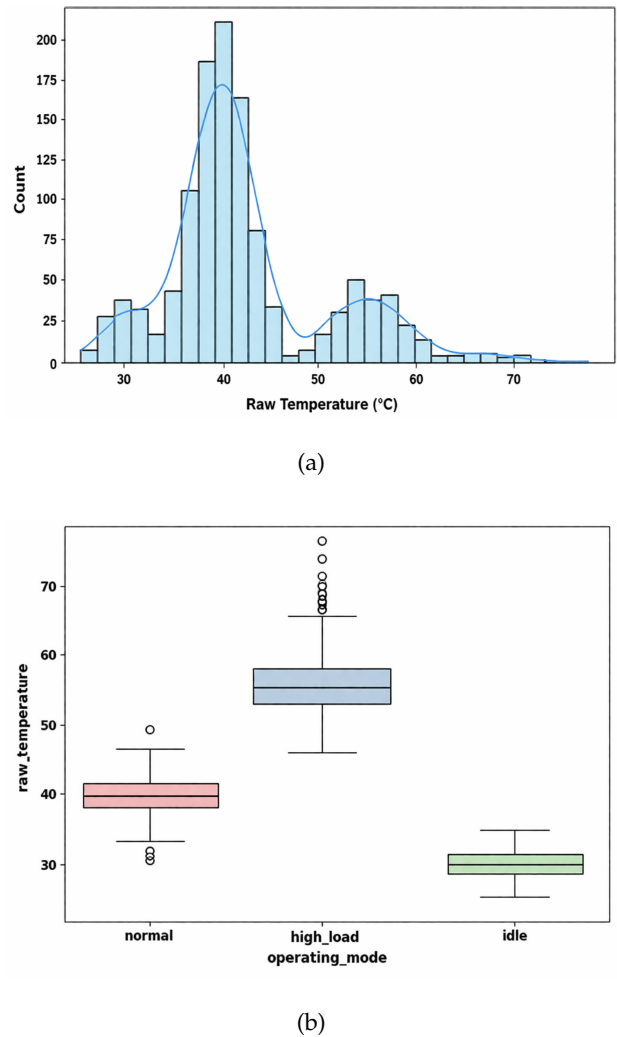 200
175
150
125
100
75
50
25
0
Count
30 40 50 60 70
Raw Temperature (°C)
(a)
70
60
50
40
30
raw_temperature
normal high_load idle
operating_mode
(b)